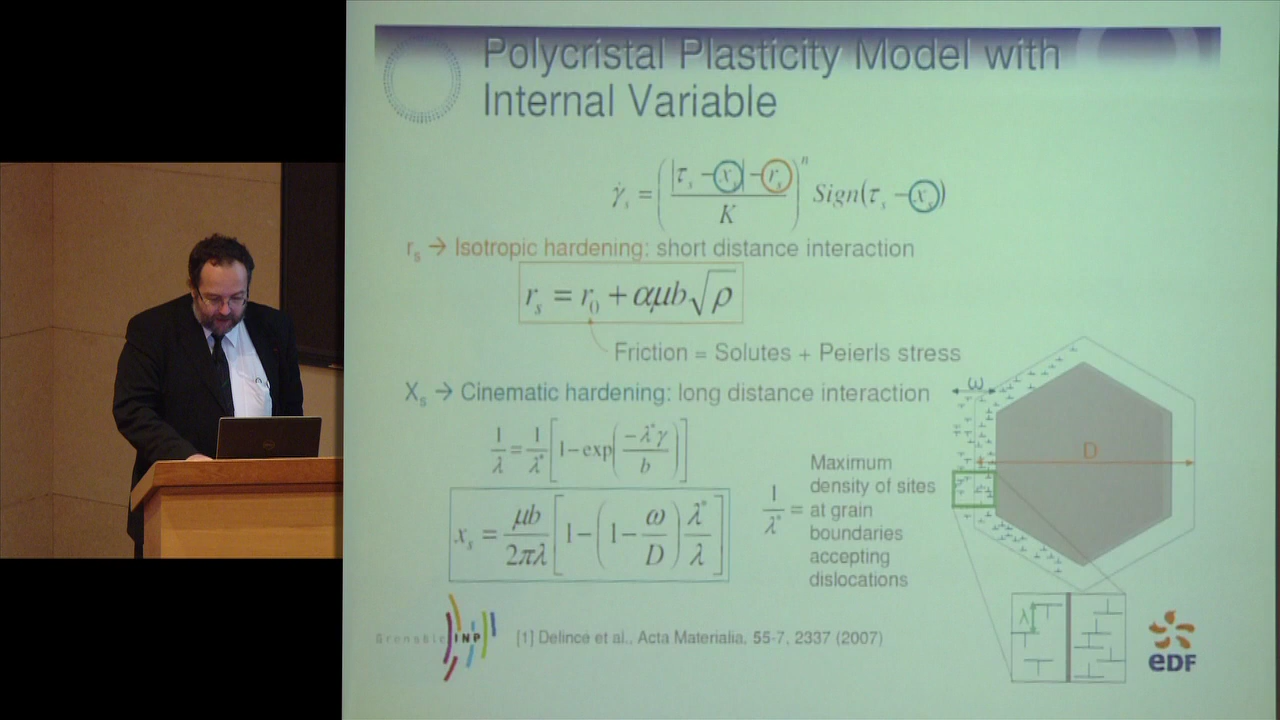 Polycristal Plasticity Model with
Internal Variable
γ̇ₛ = ( (|τₛ − xₛ| − rₛ) / K )ⁿ Sign(τₛ − xₛ)
rₛ → Isotropic hardening: short distance interaction
rₛ = r₀ + αμb√ρ
Friction = Solutes + Peierls stress
Xₛ → Cinematic hardening: long distance interaction
1/λ = 1/λ* [1 − exp(−λ*γ / b)]
xₛ = μb/2πλ [1 − (1 − ω/D) λ*/λ]
1/λ* =
Maximum
density of sites
at grain
boundaries
accepting
dislocations
ω
D
λ
Grenoble INP
[1] Delincé et al., Acta Materialia, 55-7, 2337 (2007)
eDF